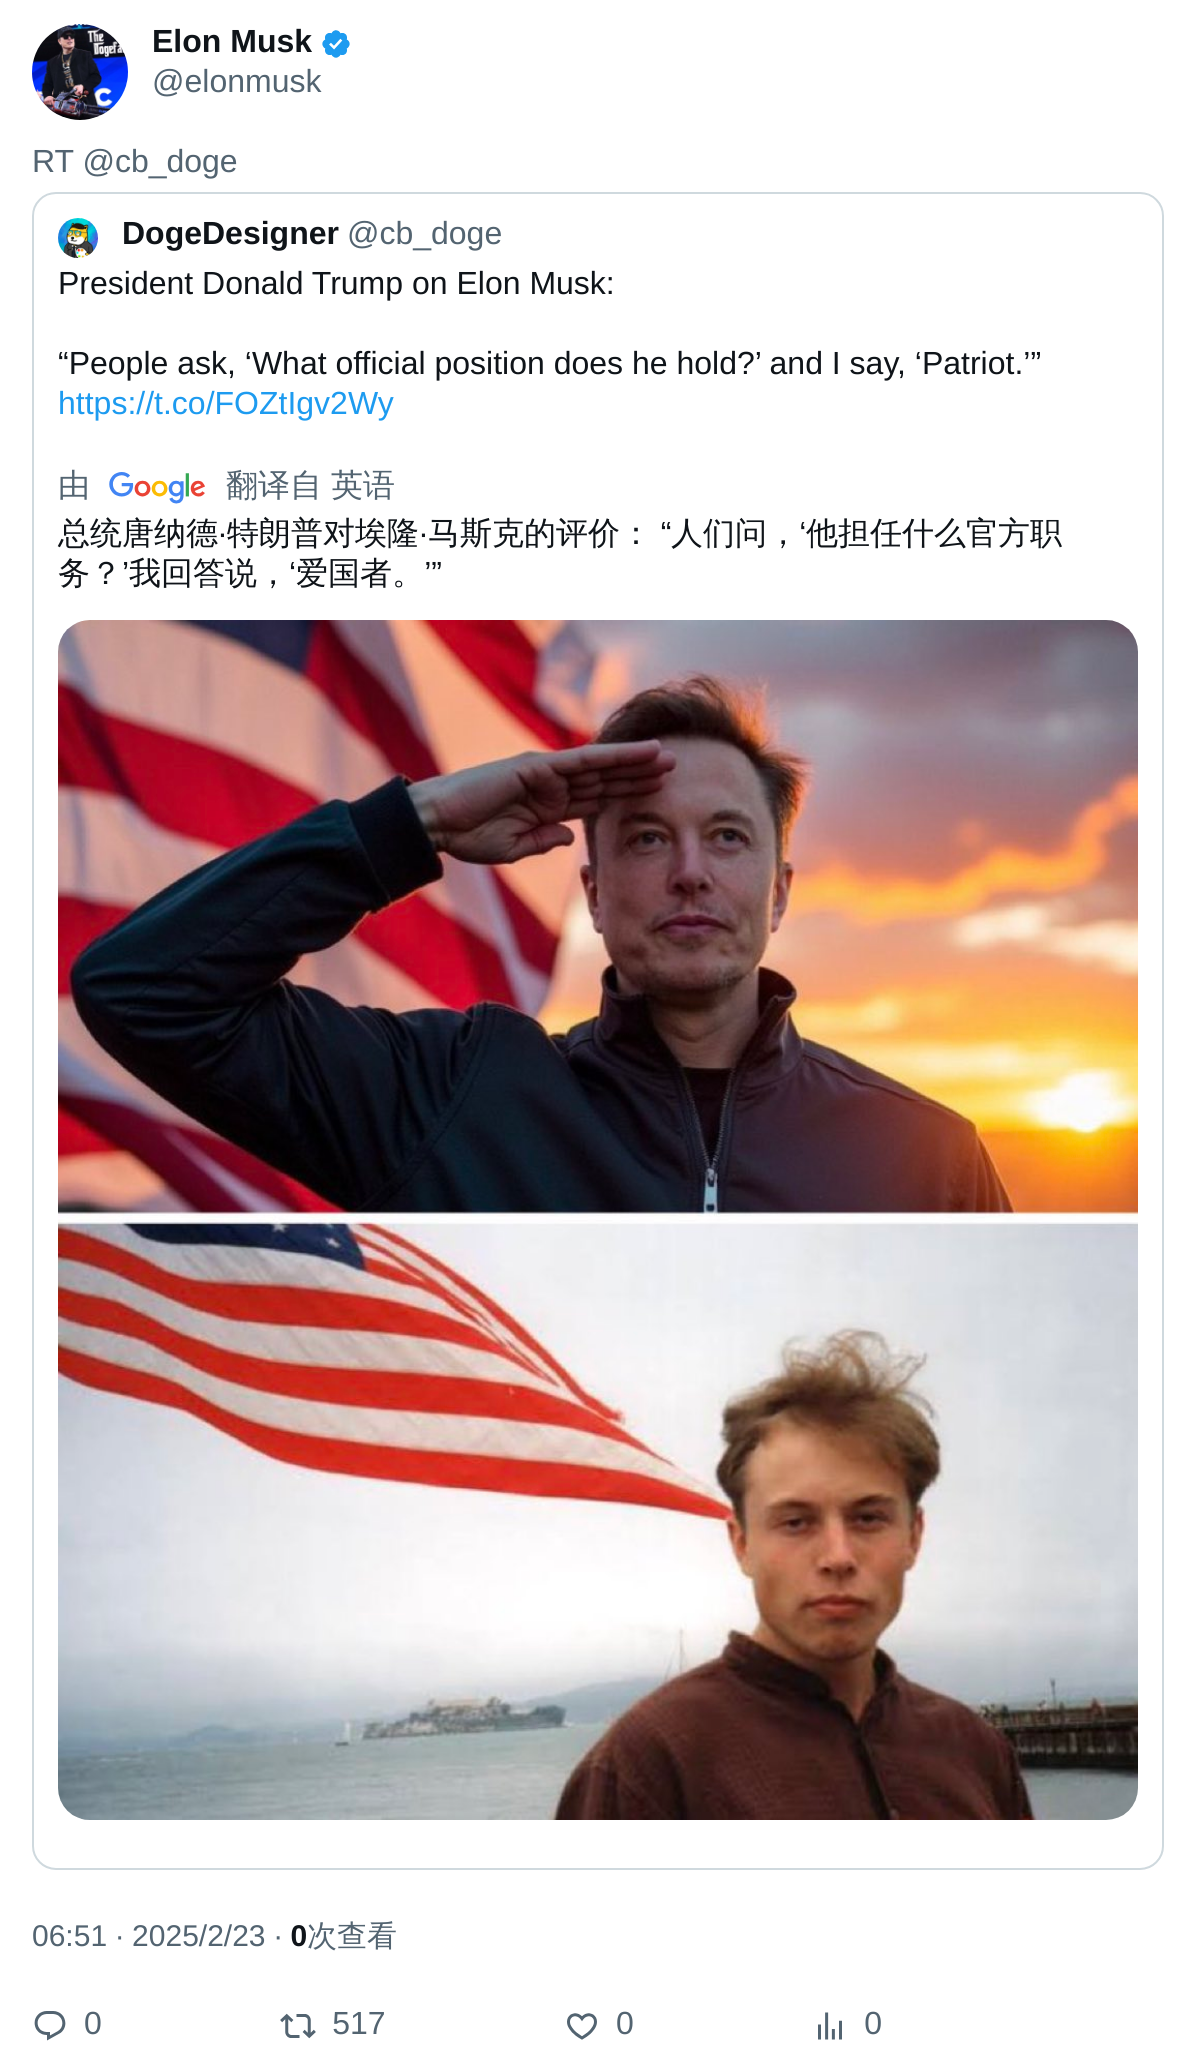 The
Dogefa
C
Elon Musk
@elonmusk
RT @cb_doge
DogeDesigner @cb_doge
President Donald Trump on Elon Musk:
“People ask, ‘What official position does he hold?’ and I say, ‘Patriot.’”
https://t.co/FOZtIgv2Wy
由 Google 翻译自 英语
总统唐纳德·特朗普对埃隆·马斯克的评价： “人们问，‘他担任什么官方职
务？’我回答说，‘爱国者。’”
06:51 · 2025/2/23 · 0次查看
0 517 0 0